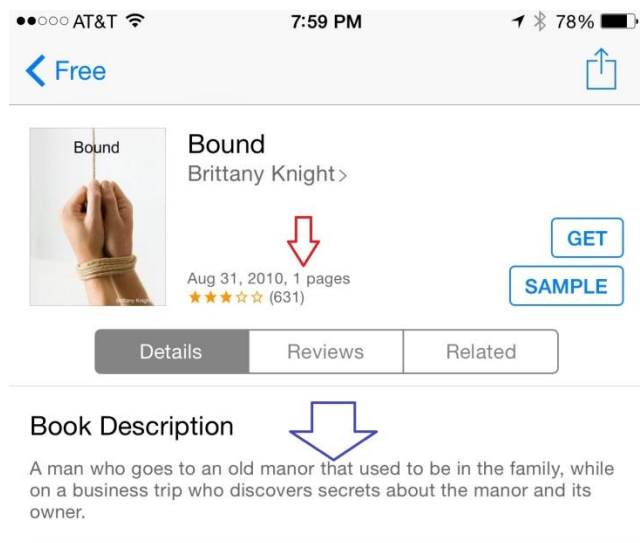 AT&T 7:59 PM 78%
Free
Bound
Bound
Brittany Knight>
Aug 31, 2010, 1 pages
(631)
GET
SAMPLE
Brittany Knight
Details Reviews Related
Book Description
A man who goes to an old manor that used to be in the family, while
on a business trip who discovers secrets about the manor and its
owner.